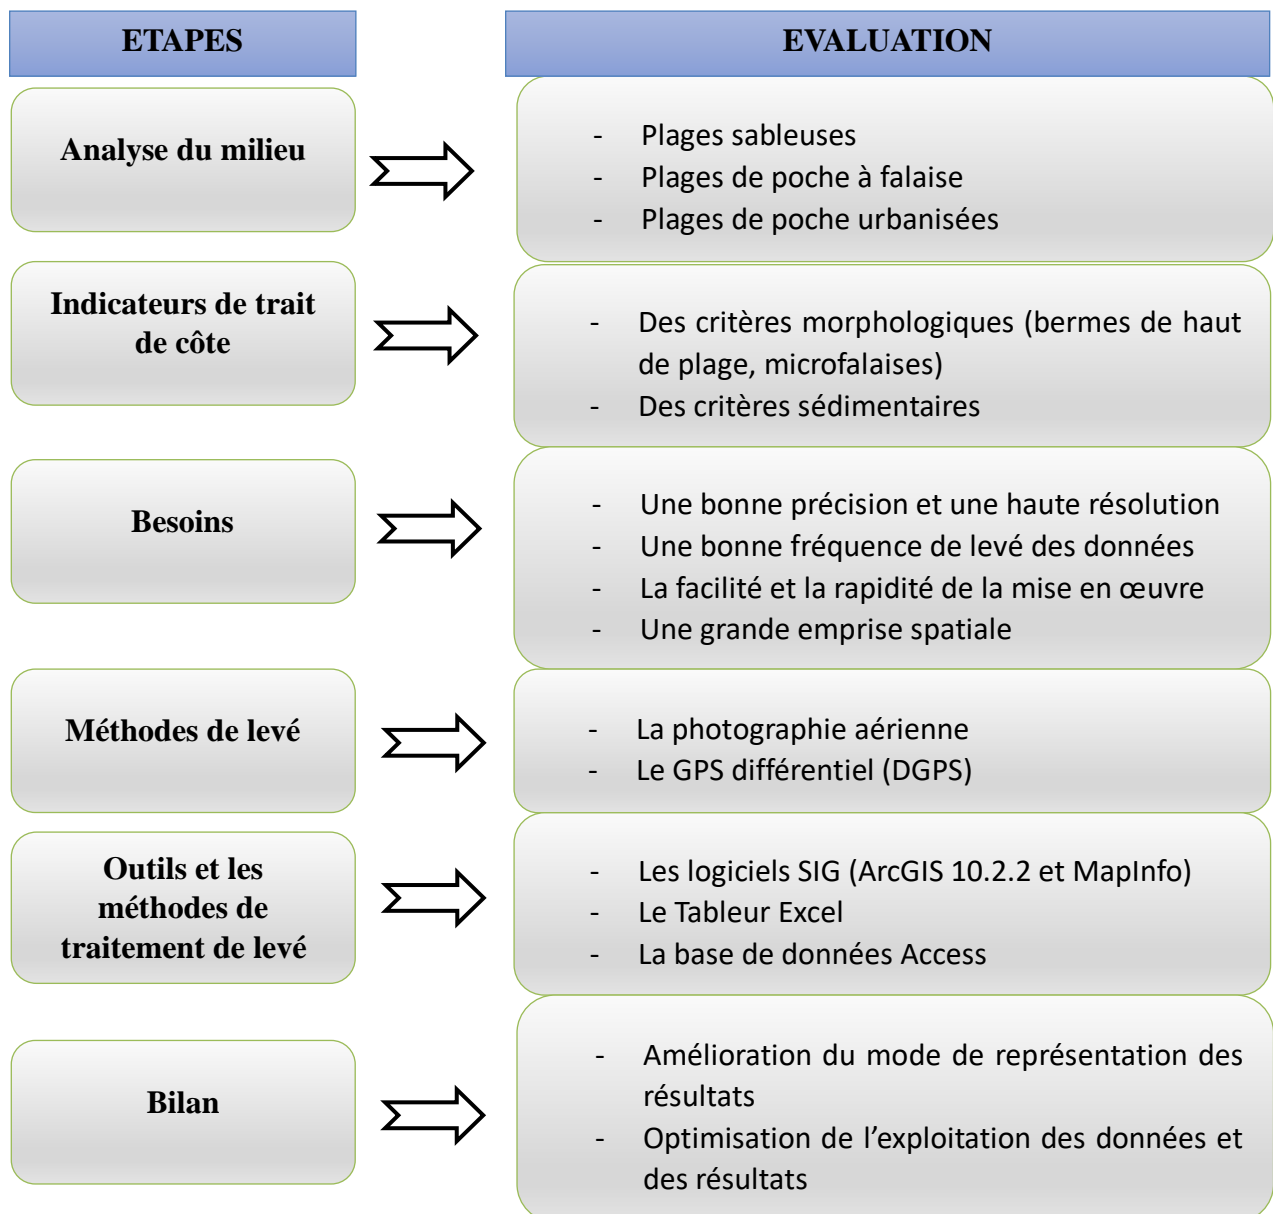 ETAPES
EVALUATION
Analyse du milieu
- Plages sableuses
- Plages de poche à falaise
- Plages de poche urbanisées
Indicateurs de trait
de côte
- Des critères morphologiques (bermes de haut
de plage, microfalaises)
- Des critères sédimentaires
Besoins
- Une bonne précision et une haute résolution
- Une bonne fréquence de levé des données
- La facilité et la rapidité de la mise en œuvre
- Une grande emprise spatiale
Méthodes de levé
- La photographie aérienne
- Le GPS différentiel (DGPS)
Outils et les
méthodes de
traitement de levé
- Les logiciels SIG (ArcGIS 10.2.2 et MapInfo)
- Le Tableur Excel
- La base de données Access
Bilan
- Amélioration du mode de représentation des
résultats
- Optimisation de l’exploitation des données et
des résultats